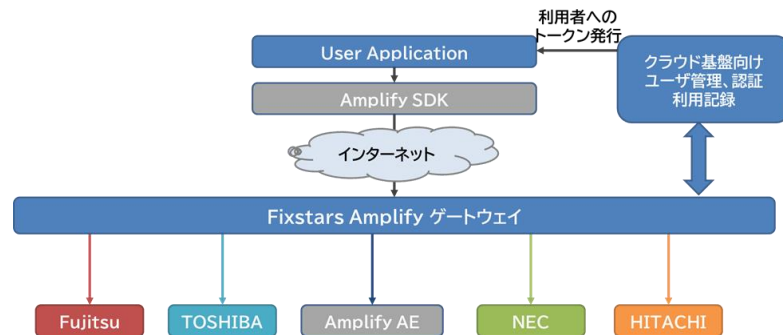 利用者への
トークン発行
User Application
クラウド基盤向け
ユーザ管理、認証
利用記録
Amplify SDK
インターネット
Fixstars Amplify ゲートウェイ
Fujitsu
TOSHIBA
Amplify AE
NEC
HITACHI